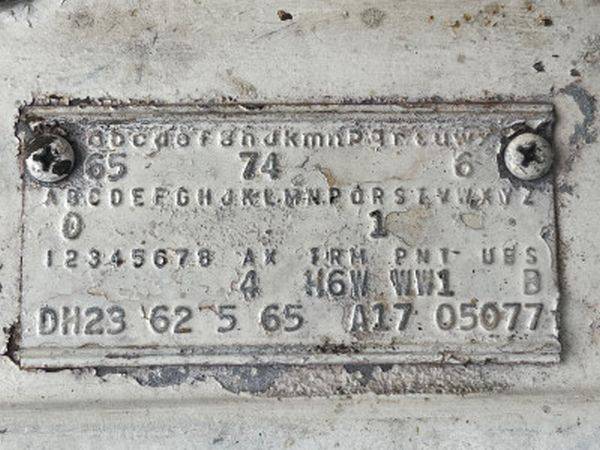 abcdefghjkmnpqrtuwy
65 74 6
ABCDEFGHJKLMNPQRSTVWXYZ
0 1
12345678 AX TRM PNT UBS
4 H6W WW1 B
DH23 62 5 65 A17 05077